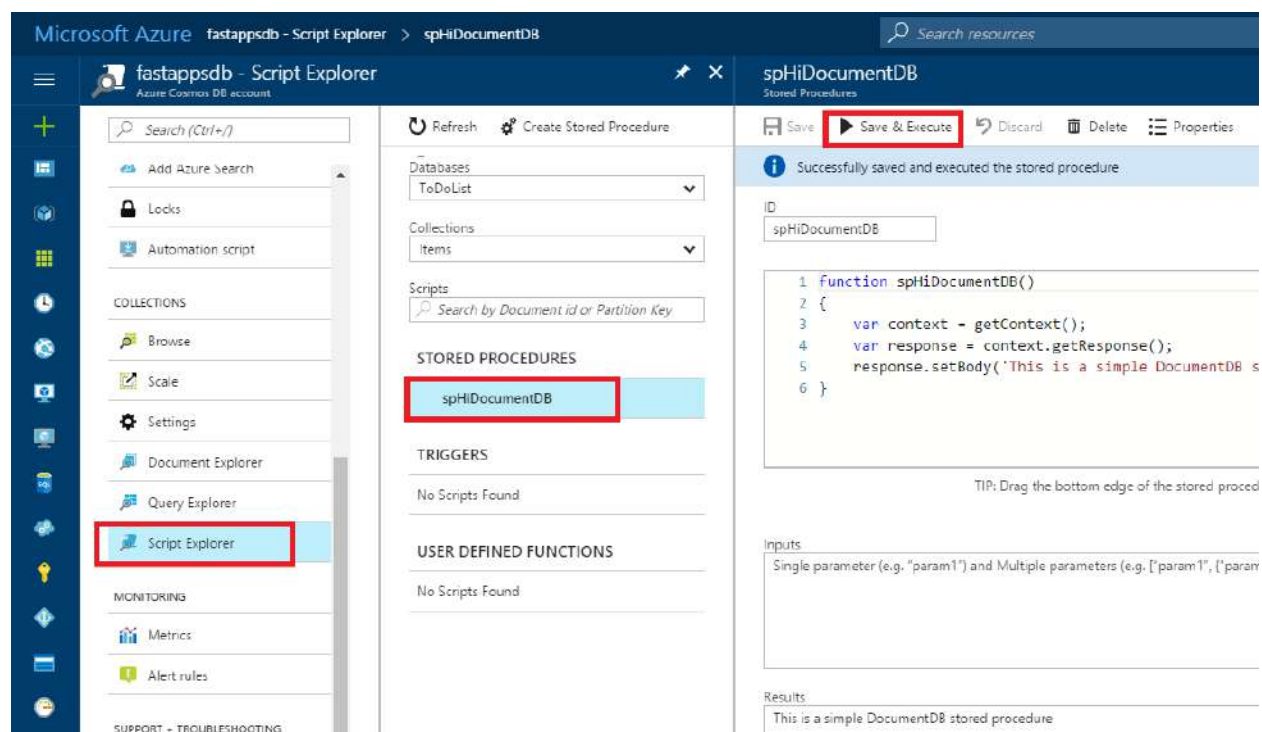 Microsoft Azure fastappsdb - Script Explorer > spHiDocumentDB
Search resources
fastappsdb - Script Explorer
Azure Cosmos DB account
Search (Ctrl+/)
Add Azure Search
Locks
Automation script
COLLECTIONS
Browse
Scale
Settings
Document Explorer
Query Explorer
Script Explorer
MONITORING
Metrics
Alert rules
SUPPORT + TROUBLESHOOTING
Refresh Create Stored Procedure
Databases
ToDoList
Collections
Items
Scripts
Search by Document id or Partition Key
STORED PROCEDURES
spHiDocumentDB
TRIGGERS
No Scripts Found
USER DEFINED FUNCTIONS
No Scripts Found
spHiDocumentDB
Stored Procedures
Save Save & Execute Discard Delete Properties
Successfully saved and executed the stored procedure
ID
spHiDocumentDB
1 function spHiDocumentDB()
2 {
3 var context = getContext();
4 var response = context.getResponse();
5 response.setBody('This is a simple DocumentDB s
6 }
TIP: Drag the bottom edge of the stored proced
Inputs
Single parameter (e.g. "param1") and Multiple parameters (e.g. ["param1", {"param
Results
This is a simple DocumentDB stored procedure